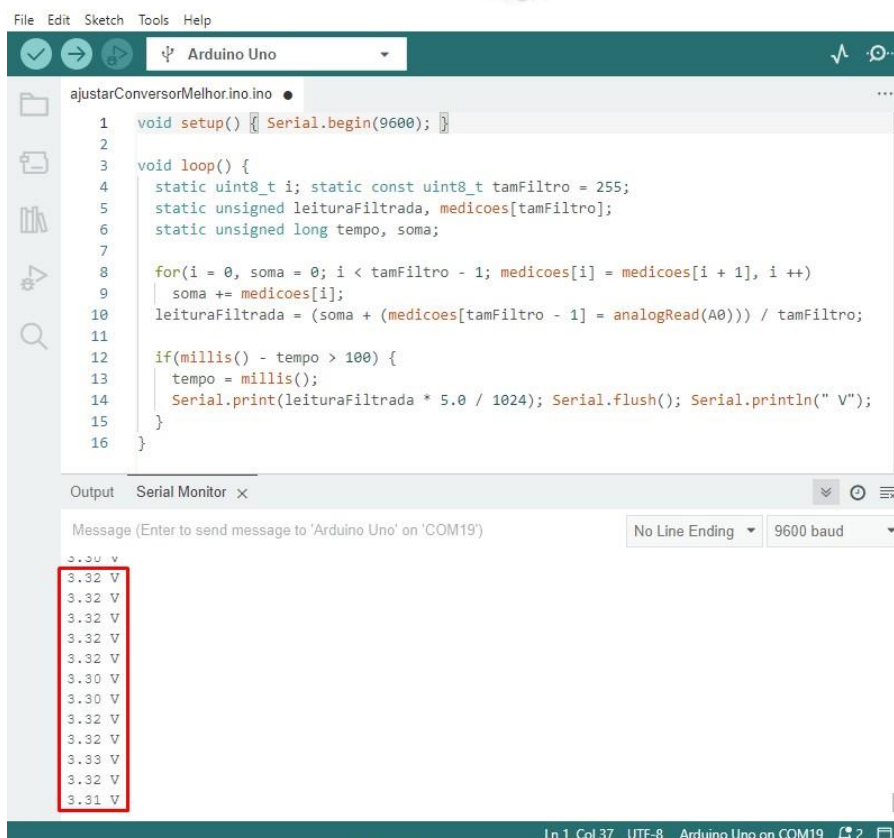 File Edit Sketch Tools Help
Arduino Uno
ajustarConversorMelhor.ino.ino ●
...
1 void setup() { Serial.begin(9600); }
2
3 void loop() {
4 static uint8_t i; static const uint8_t tamFiltro = 255;
5 static unsigned leituraFiltrada, medicoes[tamFiltro];
6 static unsigned long tempo, soma;
7
8 for(i = 0, soma = 0; i < tamFiltro - 1; medicoes[i] = medicoes[i + 1], i ++)
9 soma += medicoes[i];
10 leituraFiltrada = (soma + (medicoes[tamFiltro - 1] = analogRead(A0))) / tamFiltro;
11
12 if(millis() - tempo > 100) {
13 tempo = millis();
14 Serial.print(leituraFiltrada * 5.0 / 1024); Serial.flush(); Serial.println(" V");
15 }
16 }
Output Serial Monitor ×
Message (Enter to send message to 'Arduino Uno' on 'COM19') No Line Ending 9600 baud
3.30 V
3.32 V
3.32 V
3.32 V
3.32 V
3.32 V
3.30 V
3.30 V
3.32 V
3.32 V
3.33 V
3.32 V
3.31 V
Ln 1, Col 37 UTF-8 Arduino Uno on COM19 2